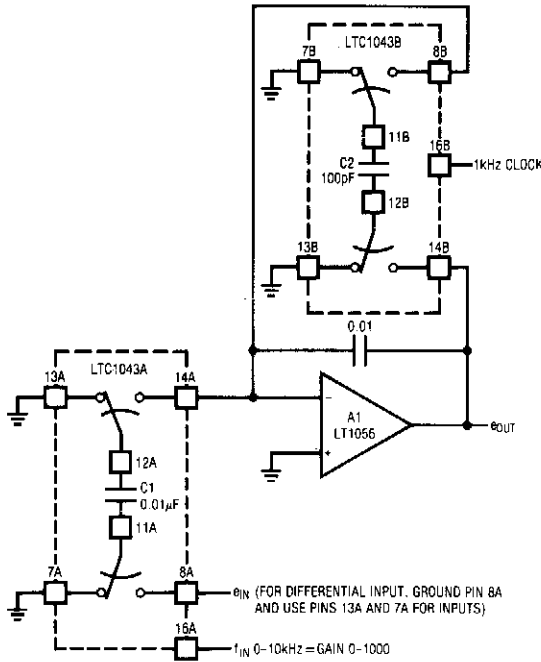 LTC1043B
7B
8B
11B
C2
100pF
16B
1kHz CLOCK
12B
13B
14B
0.01
LTC1043A
13A
14A
A1
LT1056
−
+
eOUT
12A
C1
0.01µF
11A
7A
8A
eIN (FOR DIFFERENTIAL INPUT, GROUND PIN 8A
AND USE PINS 13A AND 7A FOR INPUTS)
16A
fIN 0–10kHz = GAIN 0–1000